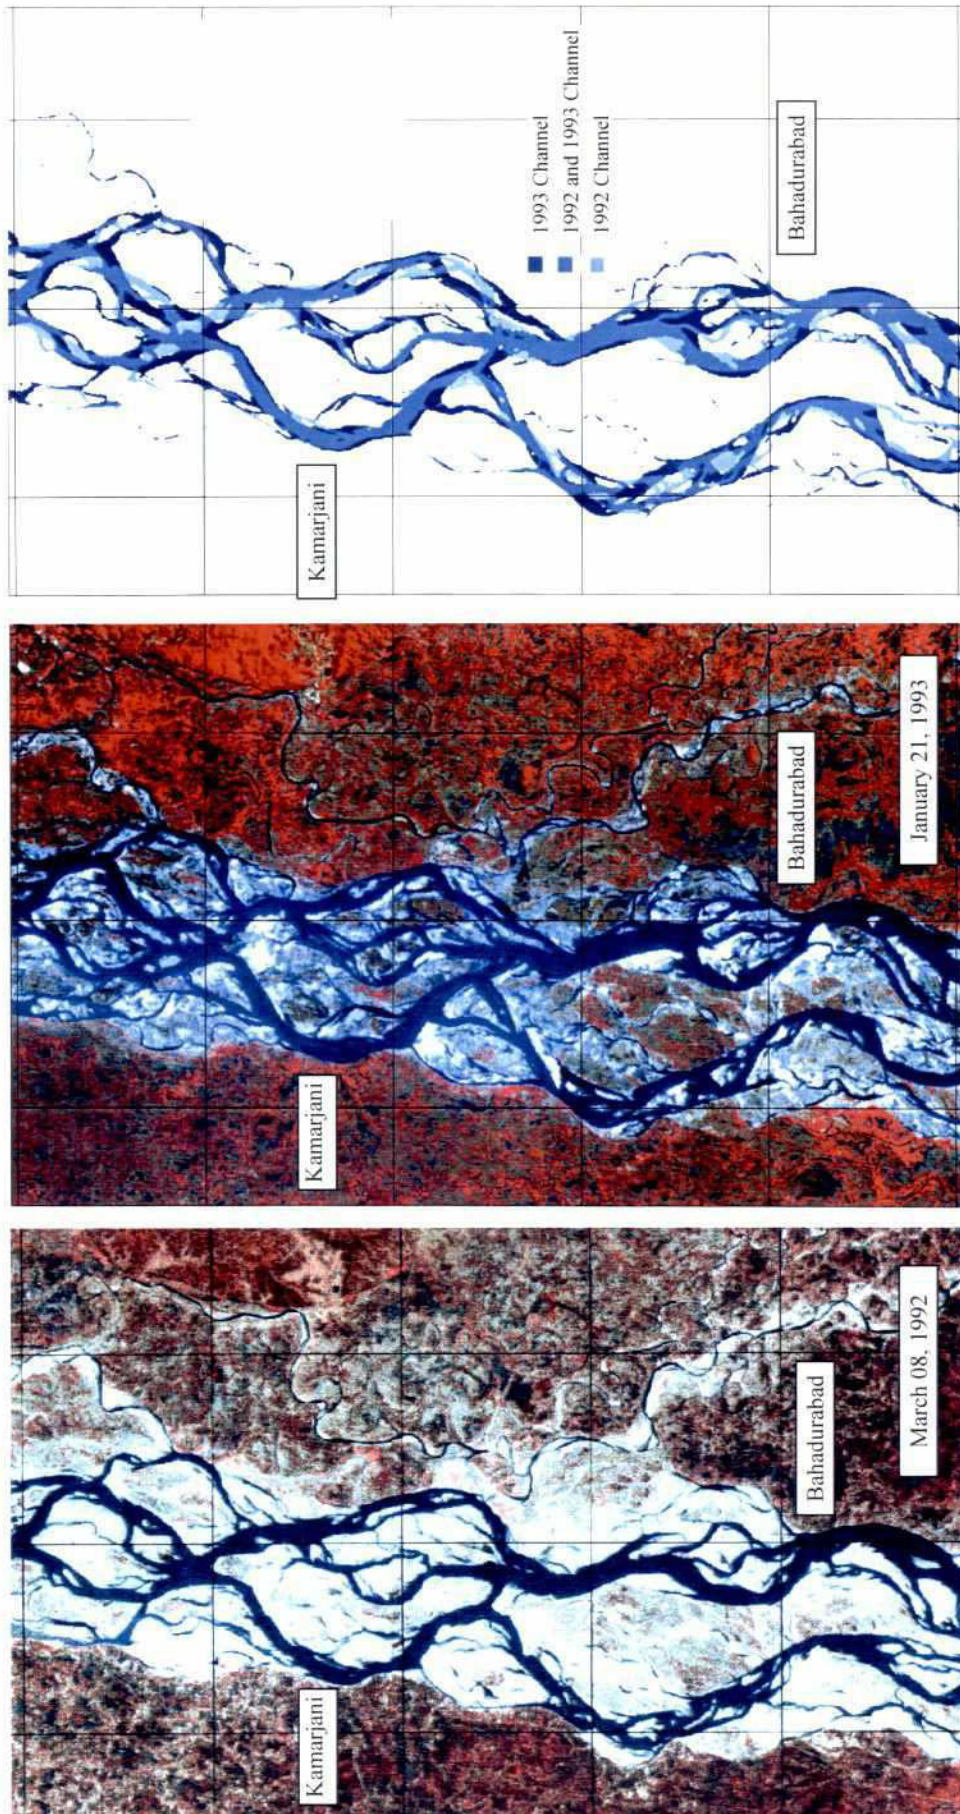 Kamarjani
Bahadurabad
March 08, 1992
Kamarjani
Bahadurabad
January 21, 1993
Kamarjani
1993 Channel
1992 and 1993 Channel
1992 Channel
Bahadurabad